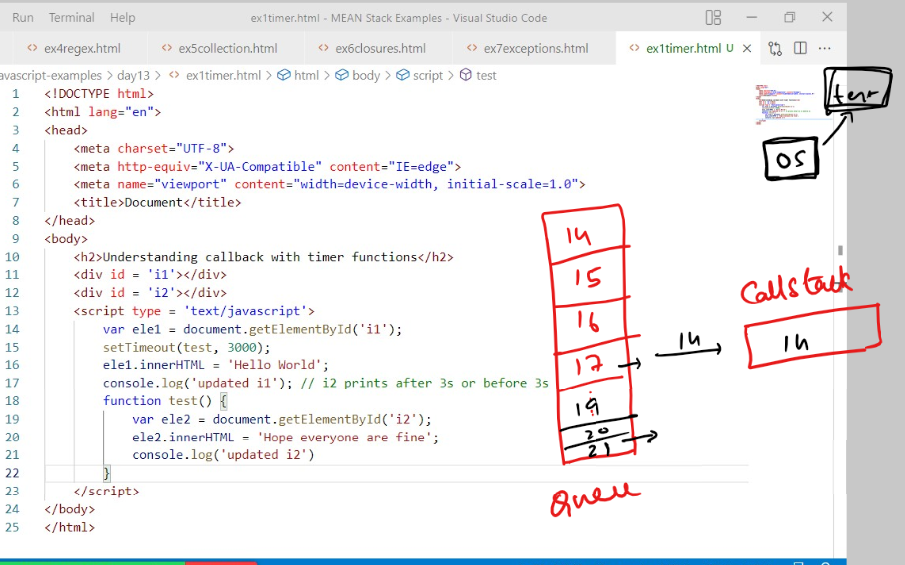 Run Terminal Help ex1timer.html - MEAN Stack Examples - Visual Studio Code
ex4regex.html ex5collection.html ex6closures.html ex7exceptions.html ex1timer.html U
avascript-examples > day13 > ex1timer.html > html > body > script > test
1 <!DOCTYPE html>
2 <html lang="en">
3 <head>
4 <meta charset="UTF-8">
5 <meta http-equiv="X-UA-Compatible" content="IE=edge">
6 <meta name="viewport" content="width=device-width, initial-scale=1.0">
7 <title>Document</title>
8 </head>
9 <body>
10 <h2>Understanding callback with timer functions</h2>
11 <div id = 'i1'></div>
12 <div id = 'i2'></div>
13 <script type = 'text/javascript'>
14 var ele1 = document.getElementById('i1');
15 setTimeout(test, 3000);
16 ele1.innerHTML = 'Hello World';
17 console.log('updated i1'); // i2 prints after 3s or before 3s
18 function test() {
19 var ele2 = document.getElementById('i2');
20 ele2.innerHTML = 'Hope everyone are fine';
21 console.log('updated i2')
22 }
23 </script>
24 </body>
25 </html>
OS
14
15
16
17
19
20
21
14
Callstack
14